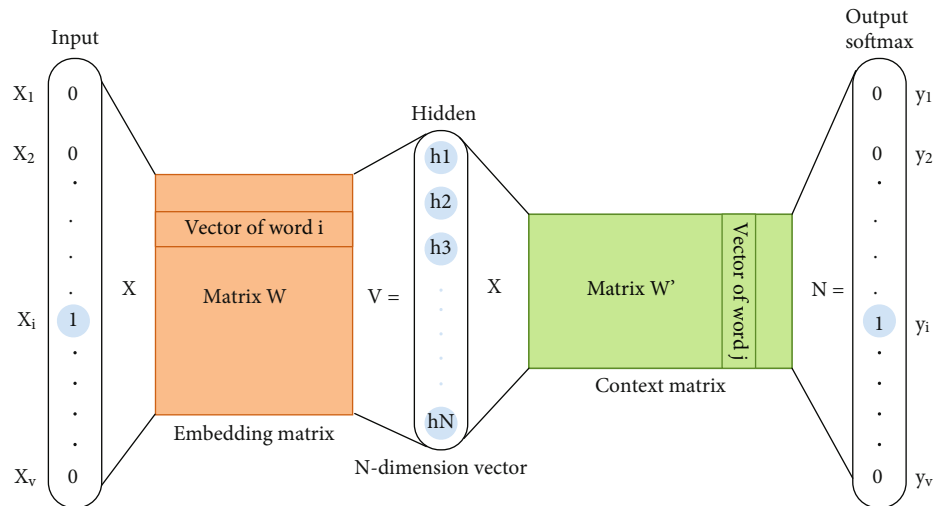 Input
X1
0
X2
0
Xi
1
Xv
0
X
Vector of word i
Matrix W
Embedding matrix
V =
Hidden
h1
h2
h3
hN
N-dimension vector
X
Matrix W'
Vector of word j
Context matrix
N =
Output
softmax
0
y1
0
y2
1
yi
0
yv